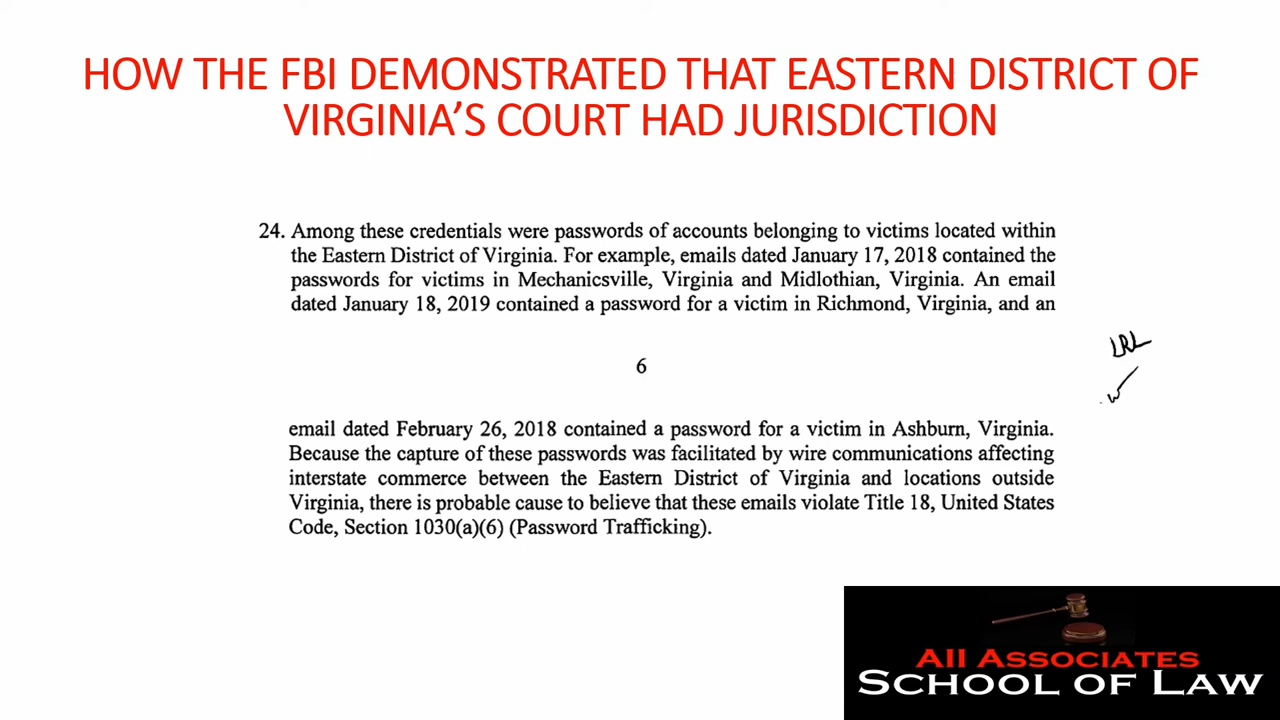 HOW THE FBI DEMONSTRATED THAT EASTERN DISTRICT OF
VIRGINIA'S COURT HAD JURISDICTION
24. Among these credentials were passwords of accounts belonging to victims located within
the Eastern District of Virginia. For example, emails dated January 17, 2018 contained the
passwords for victims in Mechanicsville, Virginia and Midlothian, Virginia. An email
dated January 18, 2019 contained a password for a victim in Richmond, Virginia, and an
6
email dated February 26, 2018 contained a password for a victim in Ashburn, Virginia.
Because the capture of these passwords was facilitated by wire communications affecting
interstate commerce between the Eastern District of Virginia and locations outside
Virginia, there is probable cause to believe that these emails violate Title 18, United States
Code, Section 1030(a)(6) (Password Trafficking).
All Associates
School of Law